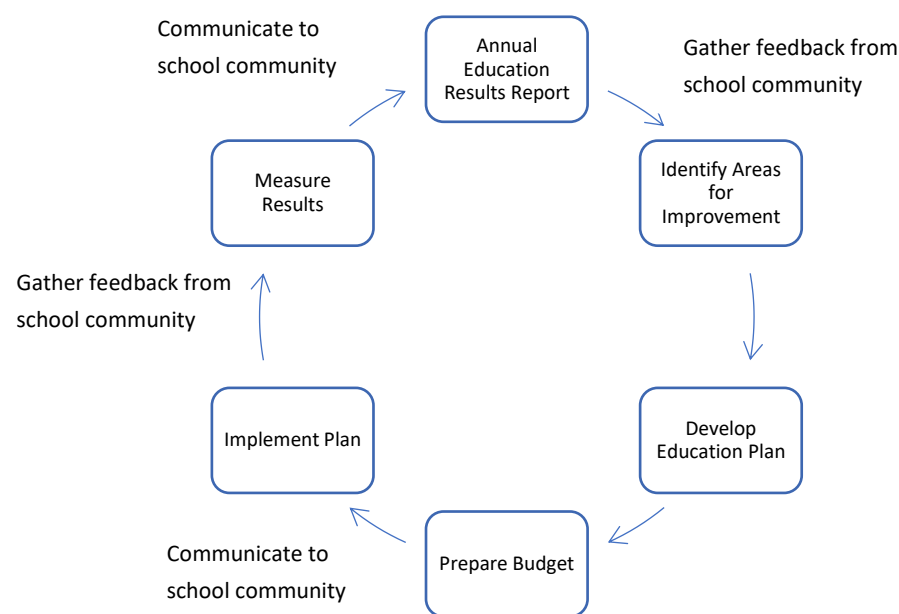 Communicate to
school community
Annual
Education
Results Report
Gather feedback from
school community
Measure
Results
Identify Areas
for
Improvement
Gather feedback from
school community
Implement Plan
Develop
Education Plan
Communicate to
school community
Prepare Budget